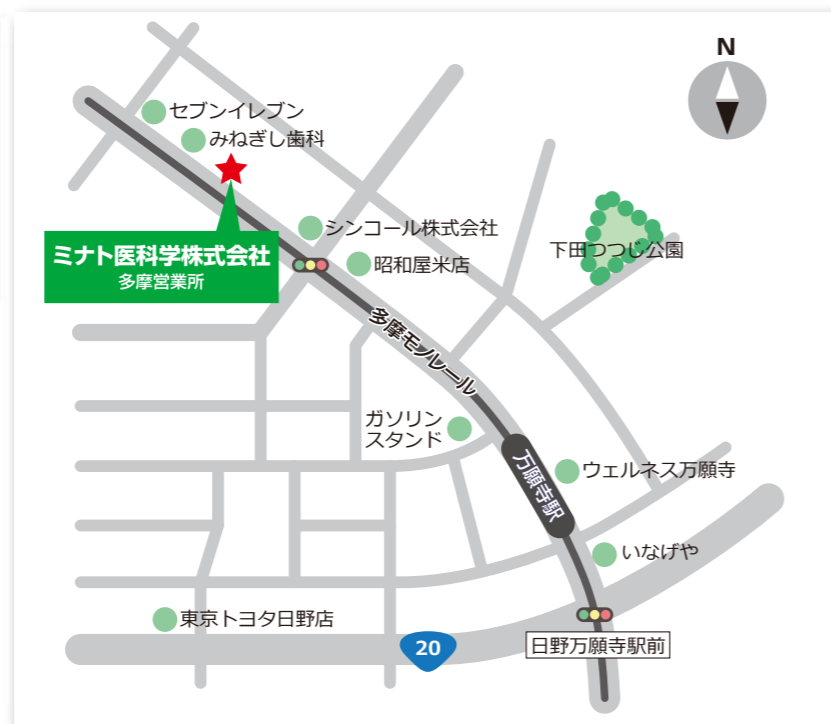 N
セブンイレブン
みねぎし歯科
シンコール株式会社
ミナト医科学株式会社
多摩営業所
昭和屋米店
下田つつじ公園
多摩モノレール
ガソリン
スタンド
万願寺駅
ウェルネス万願寺
いなげや
東京トヨタ日野店
20
日野万願寺駅前